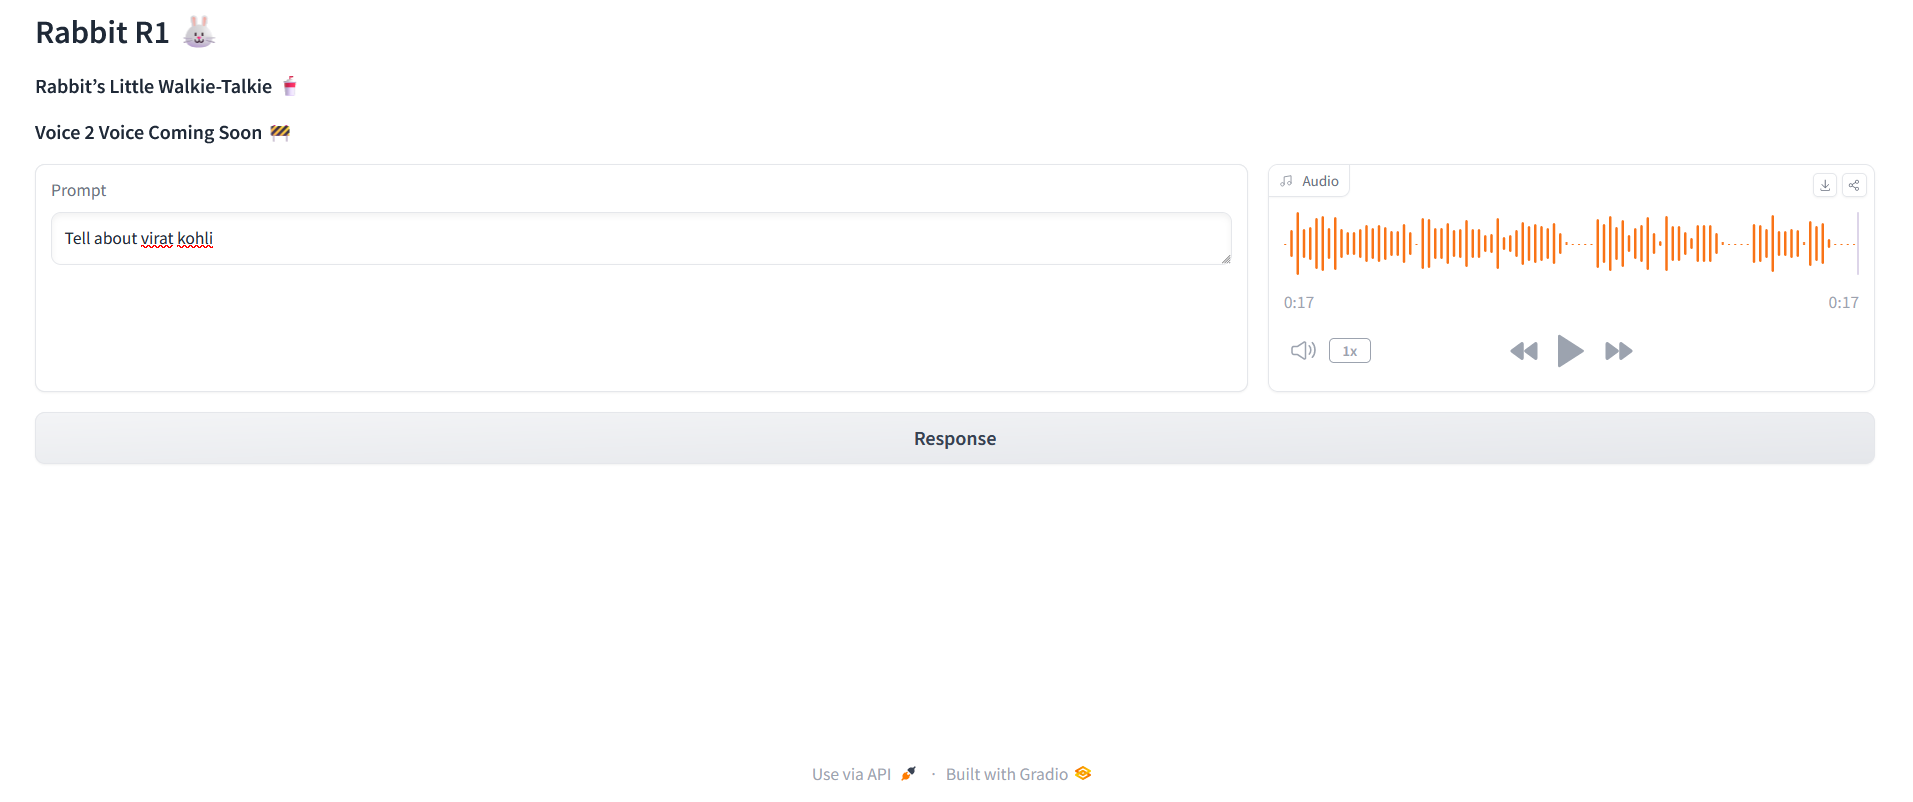 Rabbit R1 🐰
Rabbit’s Little Walkie-Talkie 🥤
Voice 2 Voice Coming Soon 🚧
Prompt
Tell about virat kohli
Audio
0:17 0:17
1x
Response
Use via API 🚀 · Built with Gradio